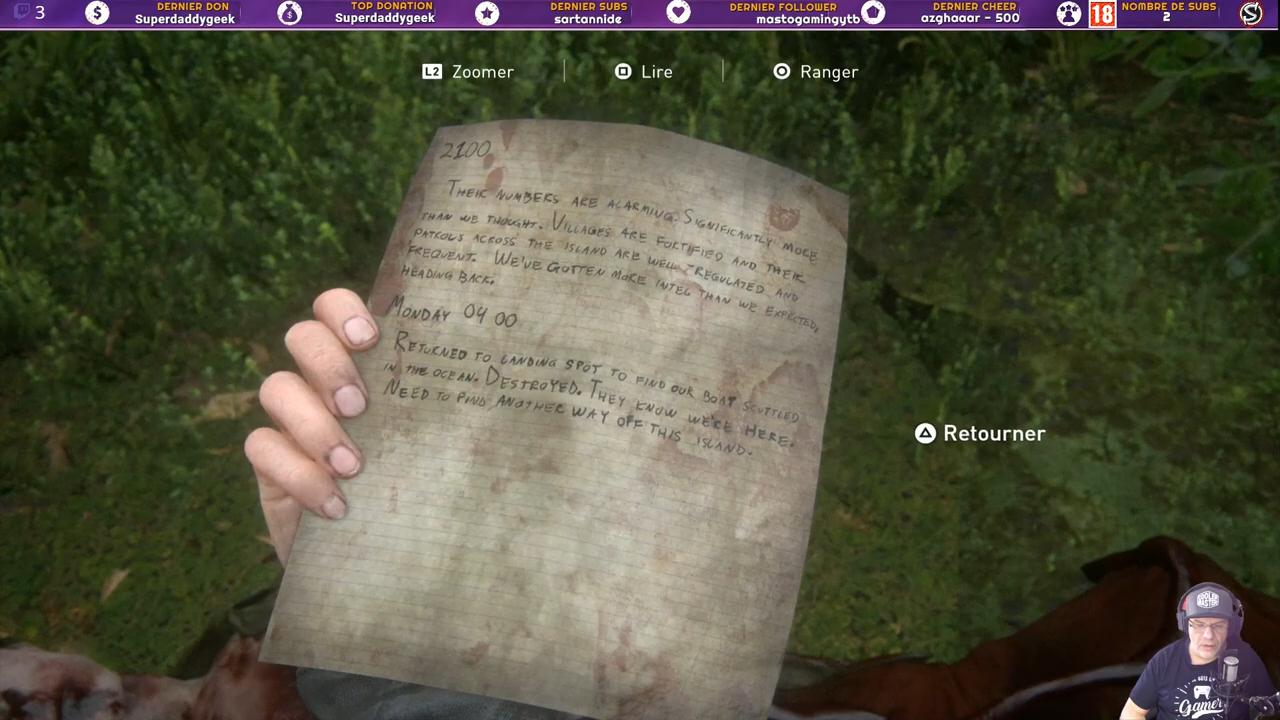 3
DERNIER DON
Superdaddygeek
TOP DONATION
Superdaddygeek
DERNIER SUBS
sartannide
DERNIER FOLLOWER
mastogamingytb
DERNIER CHEER
azghaaar - 500
18
NOMBRE DE SUBS
2
L2 Zoomer
Lire
Ranger
2100
THEIR NUMBERS ARE ALARMING. SIGNIFICANTLY MORE
THAN WE THOUGHT. VILLAGES ARE FORTIFIED AND THEIR
PATROLS ACROSS THE ISLAND ARE WELL-REGULATED AND
FREQUENT. WE'VE GOTTEN MORE INTEL THAN WE EXPECTED,
HEADING BACK.
MONDAY 04 00
RETURNED TO LANDING SPOT TO FIND OUR BOAT SCUTTLED
IN THE OCEAN. DESTROYED. THEY KNOW WE'RE HERE.
NEED TO FIND ANOTHER WAY OFF THIS ISLAND.
Retourner
COOLER
MASTER
Gamer